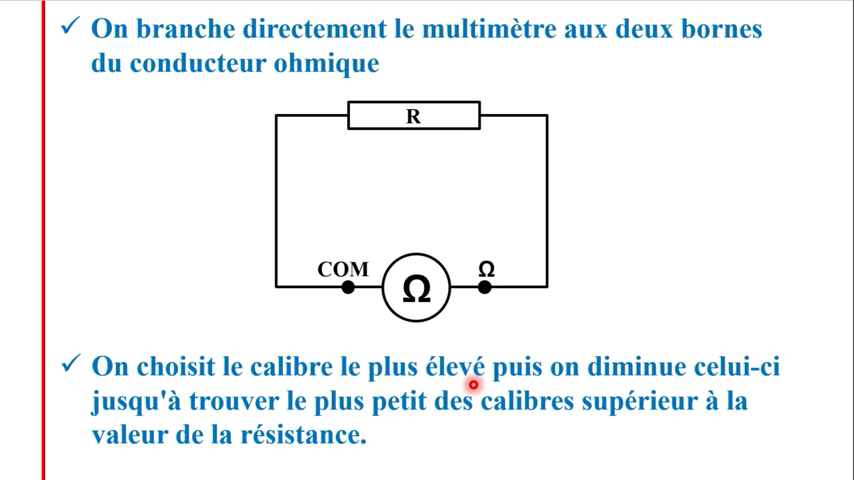 ✓ On branche directement le multimètre aux deux bornes
du conducteur ohmique
R
COM
Ω
Ω
✓ On choisit le calibre le plus élevé puis on diminue celui-ci
jusqu'à trouver le plus petit des calibres supérieur à la
valeur de la résistance.